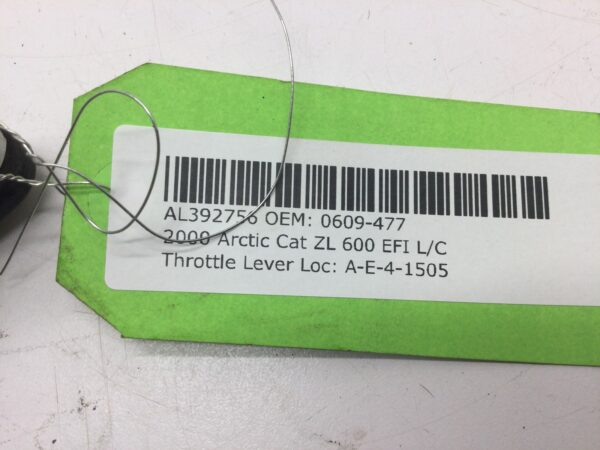 AL392756 OEM: 0609-477
2000 Arctic Cat ZL 600 EFI L/C
Throttle Lever Loc: A-E-4-1505